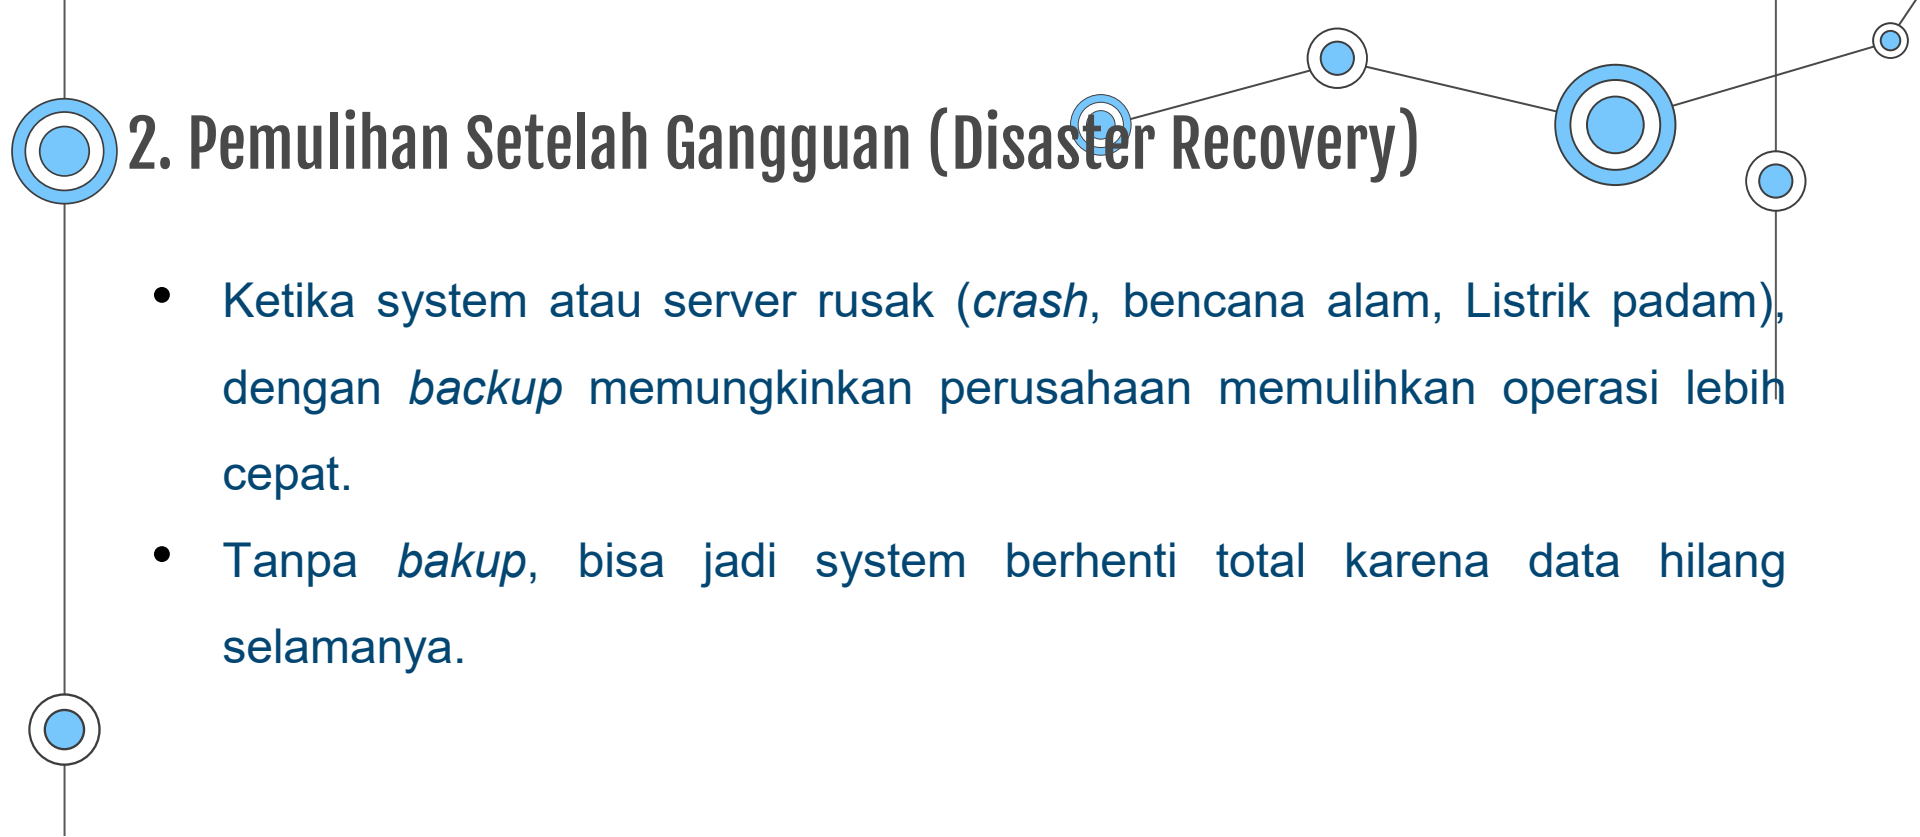 2. Pemulihan Setelah Gangguan (Disaster Recovery)
• Ketika system atau server rusak (crash, bencana alam, Listrik padam),
dengan backup memungkinkan perusahaan memulihkan operasi lebih
cepat.
• Tanpa bakup, bisa jadi system berhenti total karena data hilang
selamanya.